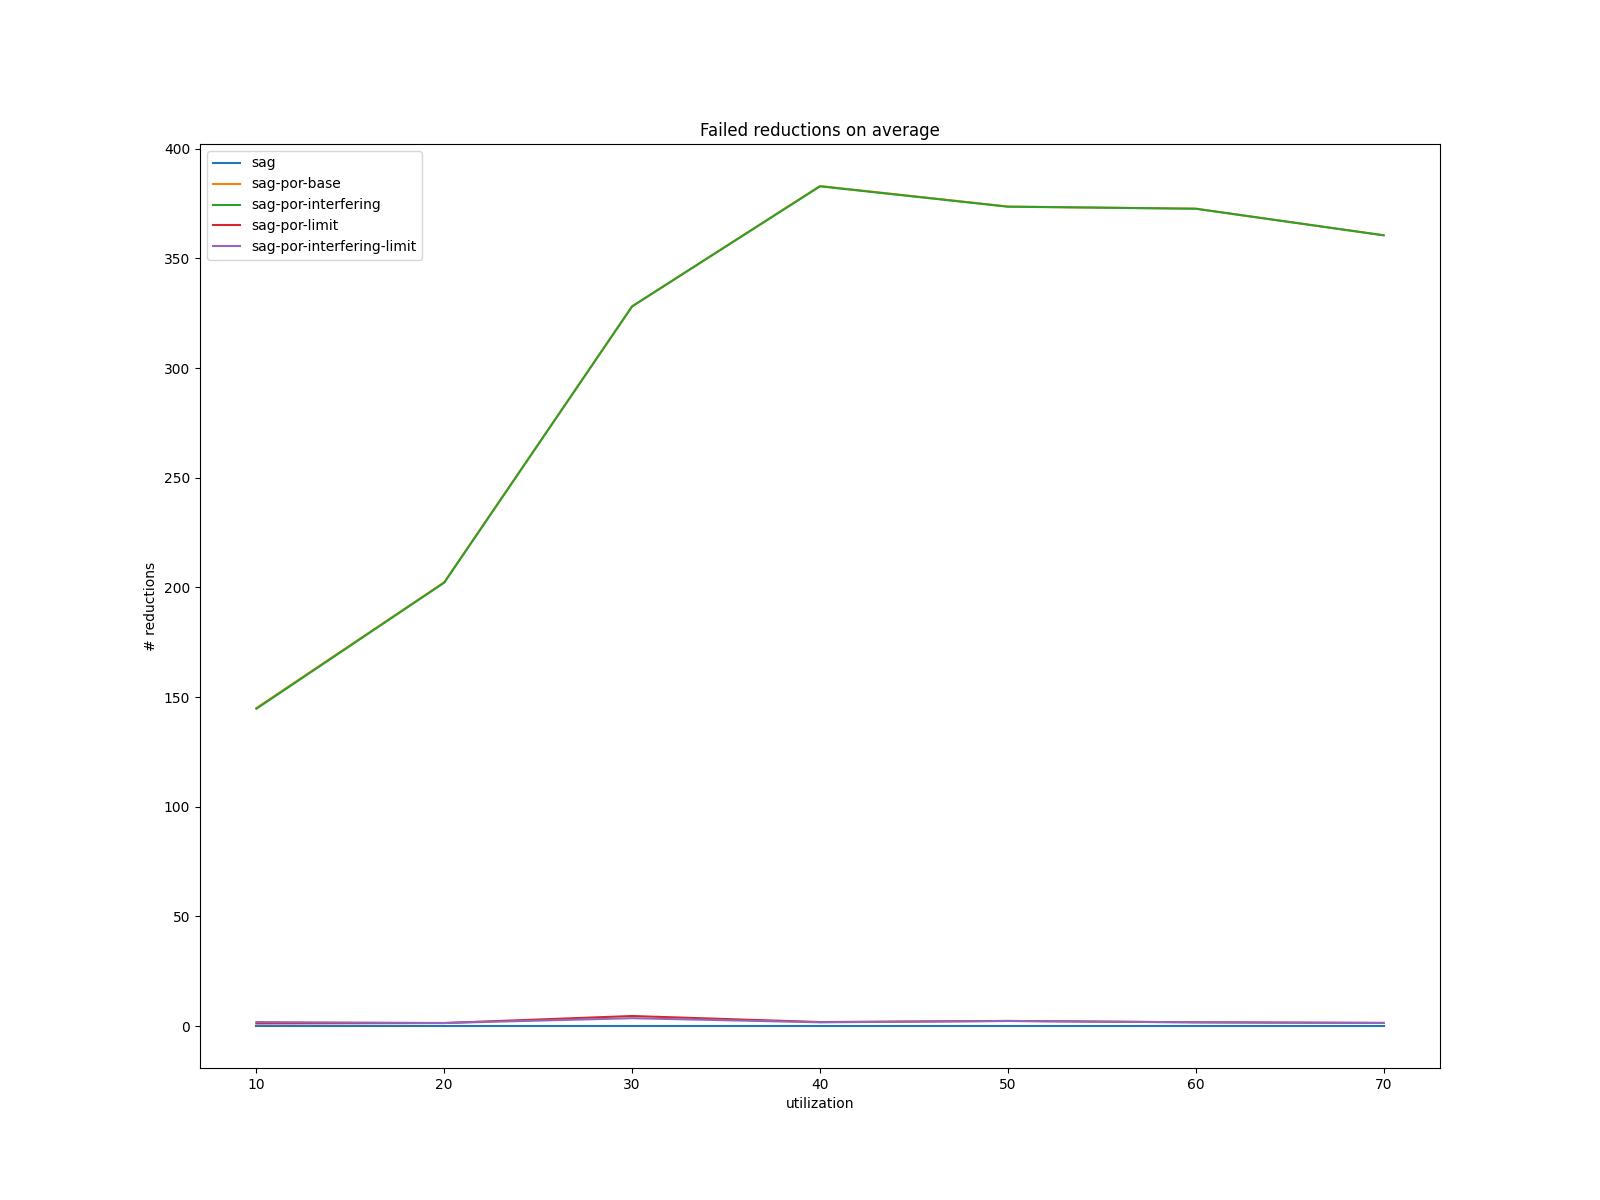 Failed reductions on average
400
350
300
250
200
150
100
50
0
# reductions
sag
sag-por-base
sag-por-interfering
sag-por-limit
sag-por-interfering-limit
10 20 30 40 50 60 70
utilization